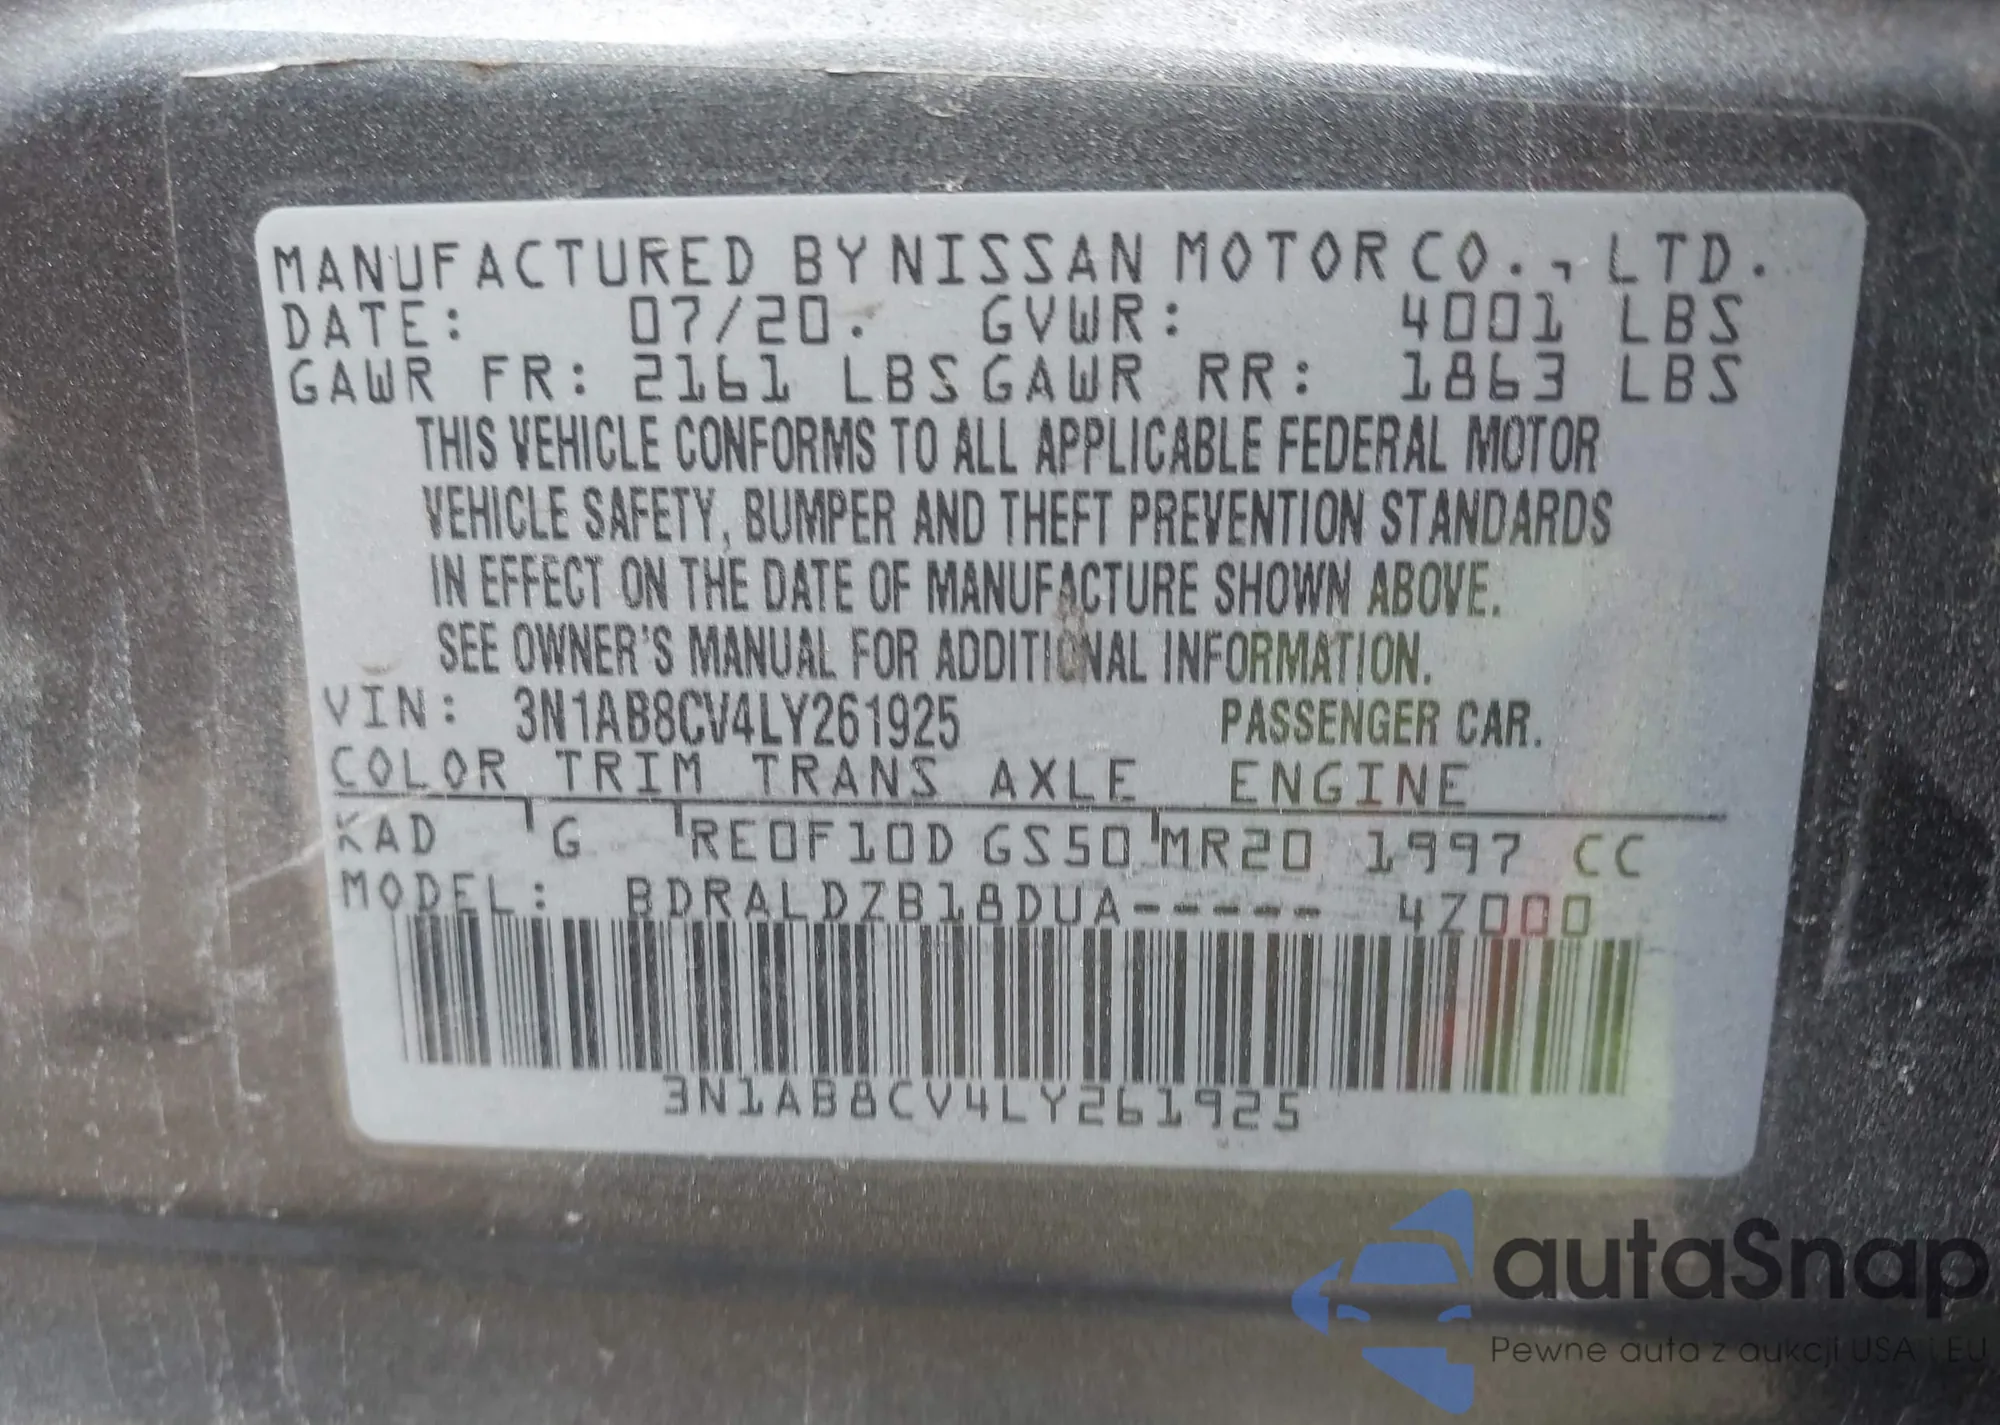 MANUFACTURED BY NISSAN MOTOR CO., LTD.
DATE: 07/20. GVWR: 4001 LBS
GAWR FR: 2161 LBS GAWR RR: 1863 LBS
THIS VEHICLE CONFORMS TO ALL APPLICABLE FEDERAL MOTOR
VEHICLE SAFETY, BUMPER AND THEFT PREVENTION STANDARDS
IN EFFECT ON THE DATE OF MANUFACTURE SHOWN ABOVE.
SEE OWNER'S MANUAL FOR ADDITIONAL INFORMATION.
VIN: 3N1AB8CV4LY261925 PASSENGER CAR.
COLOR TRIM TRANS AXLE ENGINE
KAD G RE0F10D GS50 MR20 1997 CC
MODEL: BDRALDZB18DUA----- 4Z000
3N1AB8CV4LY261925
autaSnap
Pewne auta z aukcji USA i EU